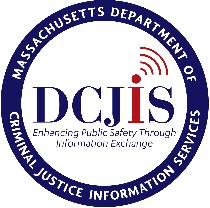 MASSACHUSETTS DEPARTMENT OF
DCJiS
Enhancing Public Safety Through
Information Exchange
CRIMINAL JUSTICE INFORMATION SERVICES